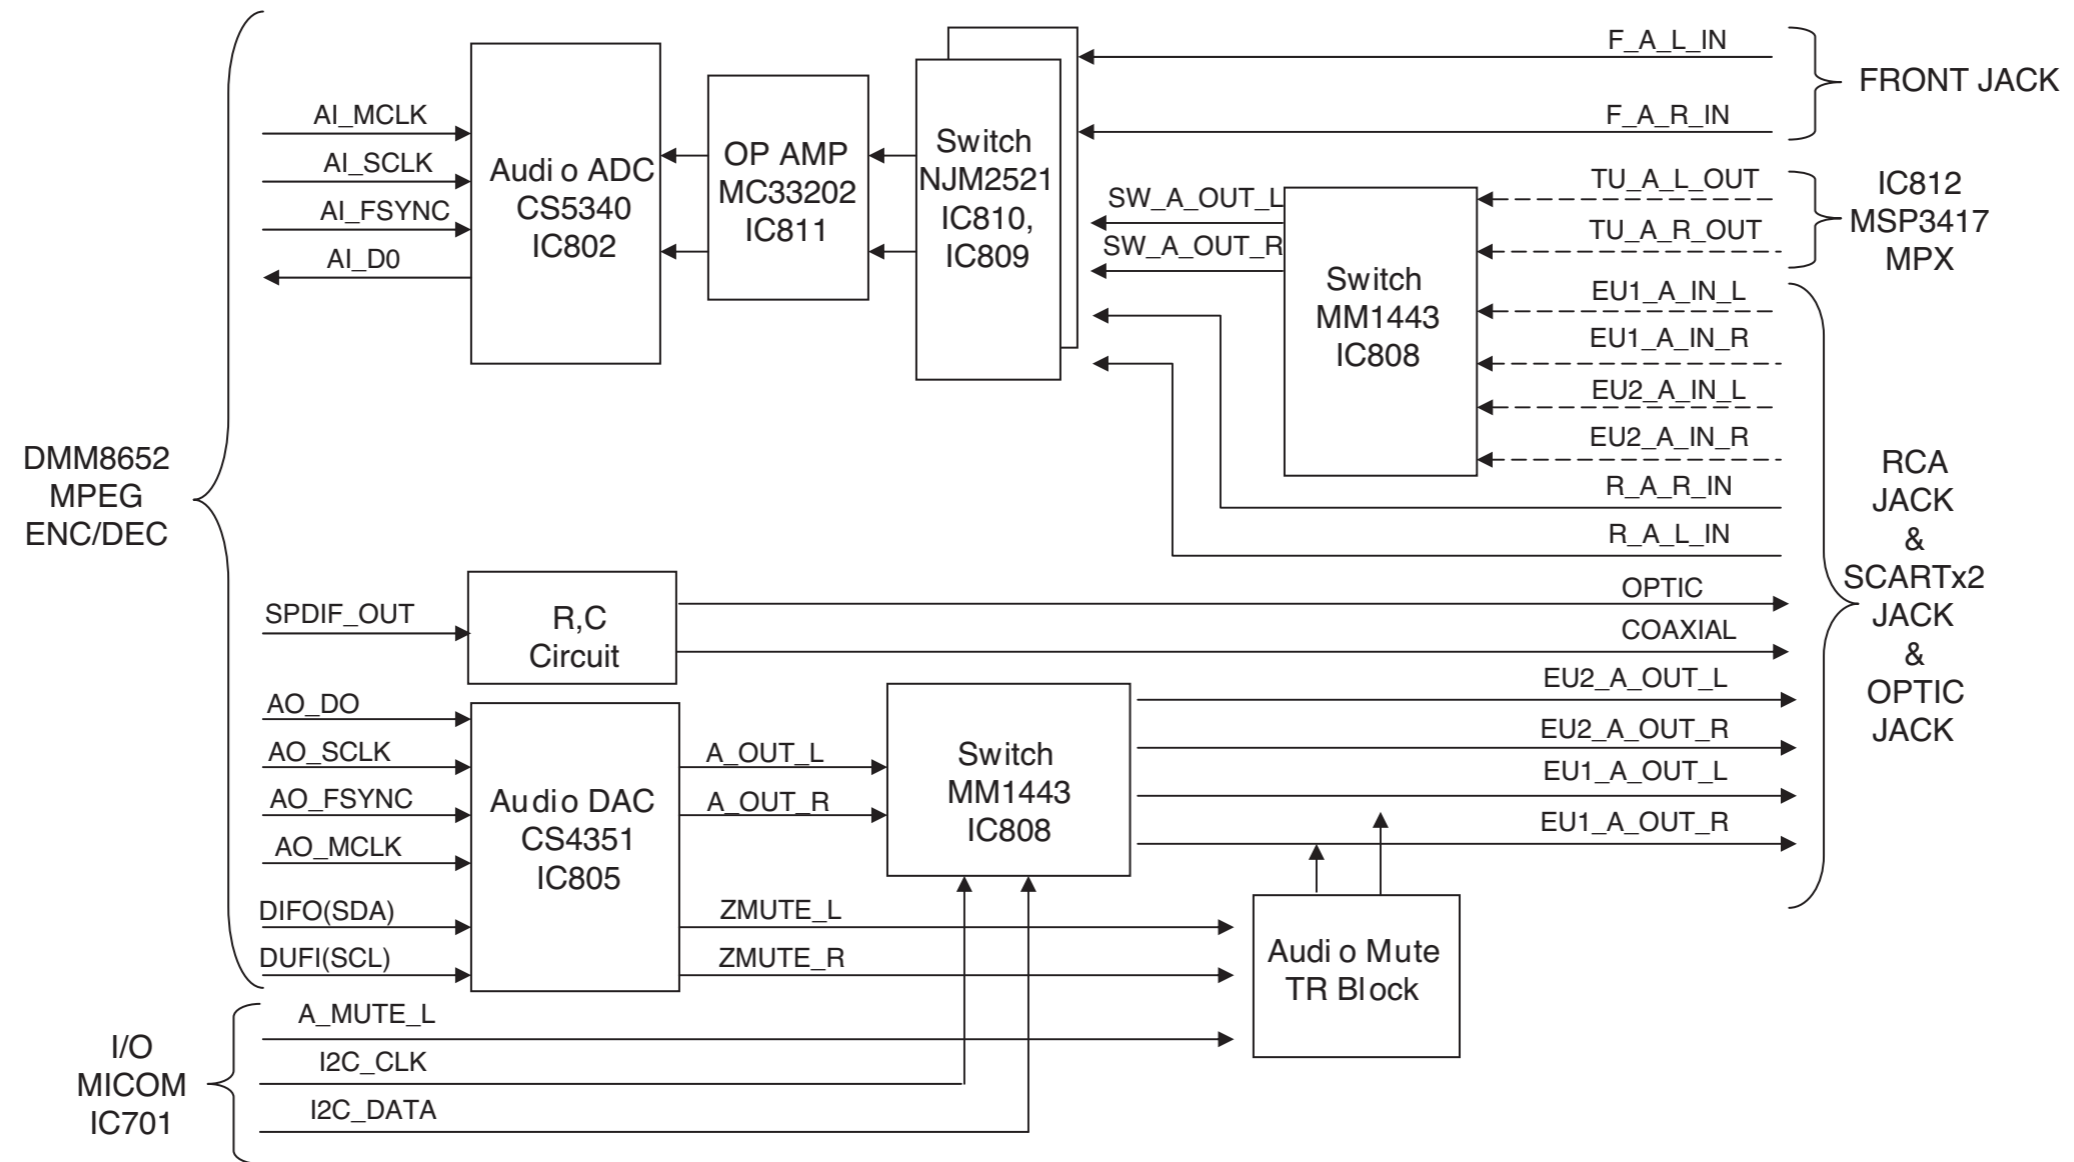 F_A_L_IN
F_A_R_IN
FRONT JACK
AI_MCLK
AI_SCLK
AI_FSYNC
AI_D0
Audio ADC
CS5340
IC802
OP AMP
MC33202
IC811
Switch
NJM2521
IC810,
IC809
SW_A_OUT_L
SW_A_OUT_R
Switch
MM1443
IC808
TU_A_L_OUT
TU_A_R_OUT
IC812
MSP3417
MPX
EU1_A_IN_L
EU1_A_IN_R
EU2_A_IN_L
EU2_A_IN_R
R_A_R_IN
R_A_L_IN
DMM8652
MPEG
ENC/DEC
RCA
JACK
&
SCARTx2
JACK
&
OPTIC
JACK
SPDIF_OUT
R,C
Circuit
OPTIC
COAXIAL
AO_DO
AO_SCLK
AO_FSYNC
AO_MCLK
DIFO(SDA)
DUFI(SCL)
Audio DAC
CS4351
IC805
A_OUT_L
A_OUT_R
Switch
MM1443
IC808
EU2_A_OUT_L
EU2_A_OUT_R
EU1_A_OUT_L
EU1_A_OUT_R
ZMUTE_L
ZMUTE_R
Audio Mute
TR Block
I/O
MICOM
IC701
A_MUTE_L
I2C_CLK
I2C_DATA